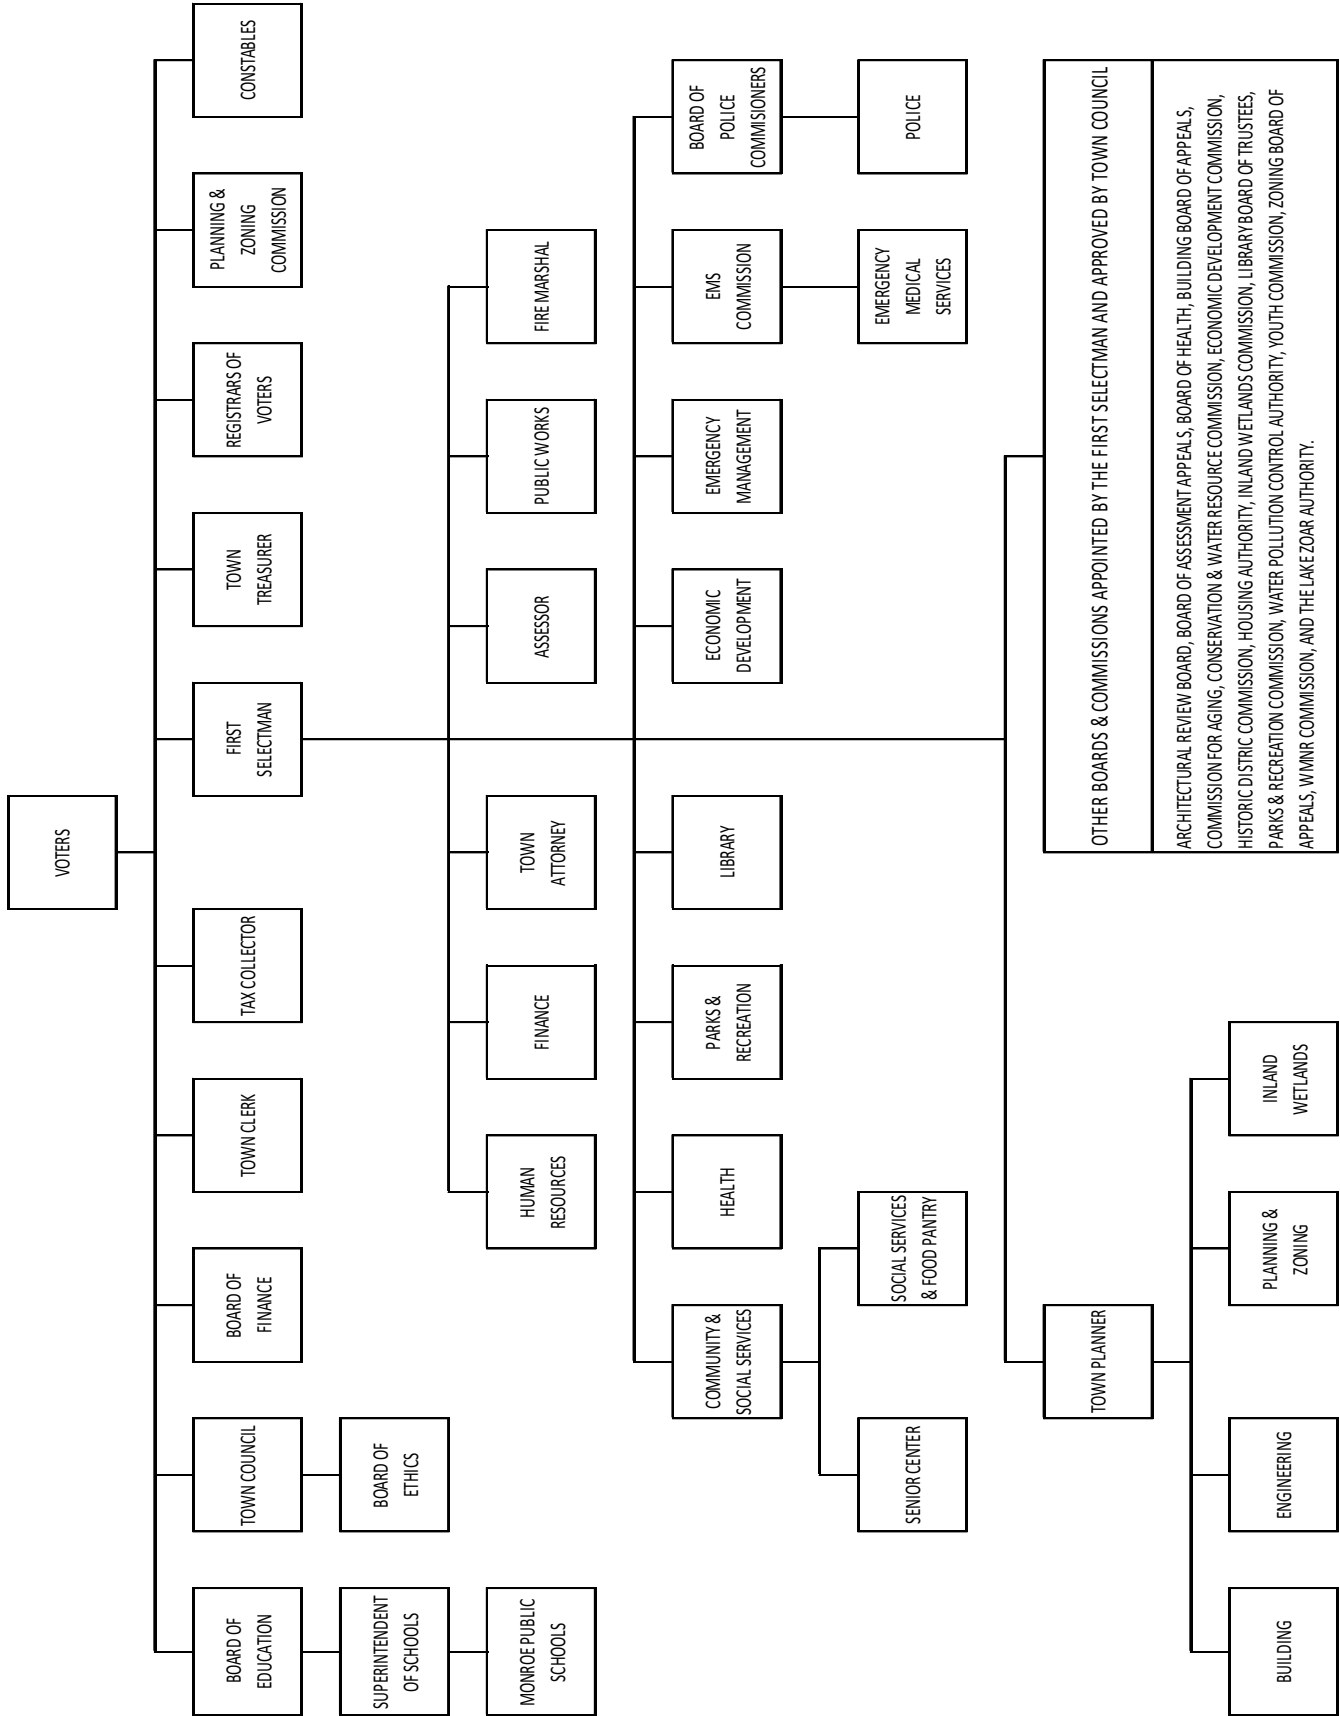 VOTERS
BOARD OF
EDUCATION
TOWN COUNCIL
BOARD OF
FINANCE
TOWN CLERK
TAX COLLECTOR
FIRST
SELECTMAN
TOWN
TREASURER
REGISTRARS OF
VOTERS
PLANNING &
ZONING
COMMISSION
CONSTABLES
SUPERINTENDENT
OF SCHOOLS
BOARD OF
ETHICS
MONROE PUBLIC
SCHOOLS
HUMAN
RESOURCES
FINANCE
TOWN
ATTORNEY
ASSESSOR
PUBLIC WORKS
FIRE MARSHAL
COMMUNITY &
SOCIAL SERVICES
HEALTH
PARKS &
RECREATION
LIBRARY
ECONOMIC
DEVELOPMENT
EMERGENCY
MANAGEMENT
EMS
COMMISSION
BOARD OF
POLICE
COMMISIONERS
SENIOR CENTER
SOCIAL SERVICES
& FOOD PANTRY
EMERGENCY
MEDICAL
SERVICES
POLICE
TOWN PLANNER
OTHER BOARDS & COMMISSIONS APPOINTED BY THE FIRST SELECTMAN AND APPROVED BY TOWN COUNCIL
ARCHITECTURAL REVIEW BOARD, BOARD OF ASSESSMENT APPEALS, BOARD OF HEALTH, BUILDING BOARD OF APPEALS,
COMMISSION FOR AGING, CONSERVATION & WATER RESOURCE COMMISSION, ECONOMIC DEVELOPMENT COMMISSION,
HISTORIC DISTRIC COMMISSION, HOUSING AUTHORITY, INLAND WETLANDS COMMISSION, LIBRARY BOARD OF TRUSTEES,
PARKS & RECREATION COMMISSION, WATER POLLUTION CONTROL AUTHORITY, YOUTH COMMISSION, ZONING BOARD OF
APPEALS, WMNR COMMISSION, AND THE LAKE ZOAR AUTHORITY.
BUILDING
ENGINEERING
PLANNING &
ZONING
INLAND
WETLANDS